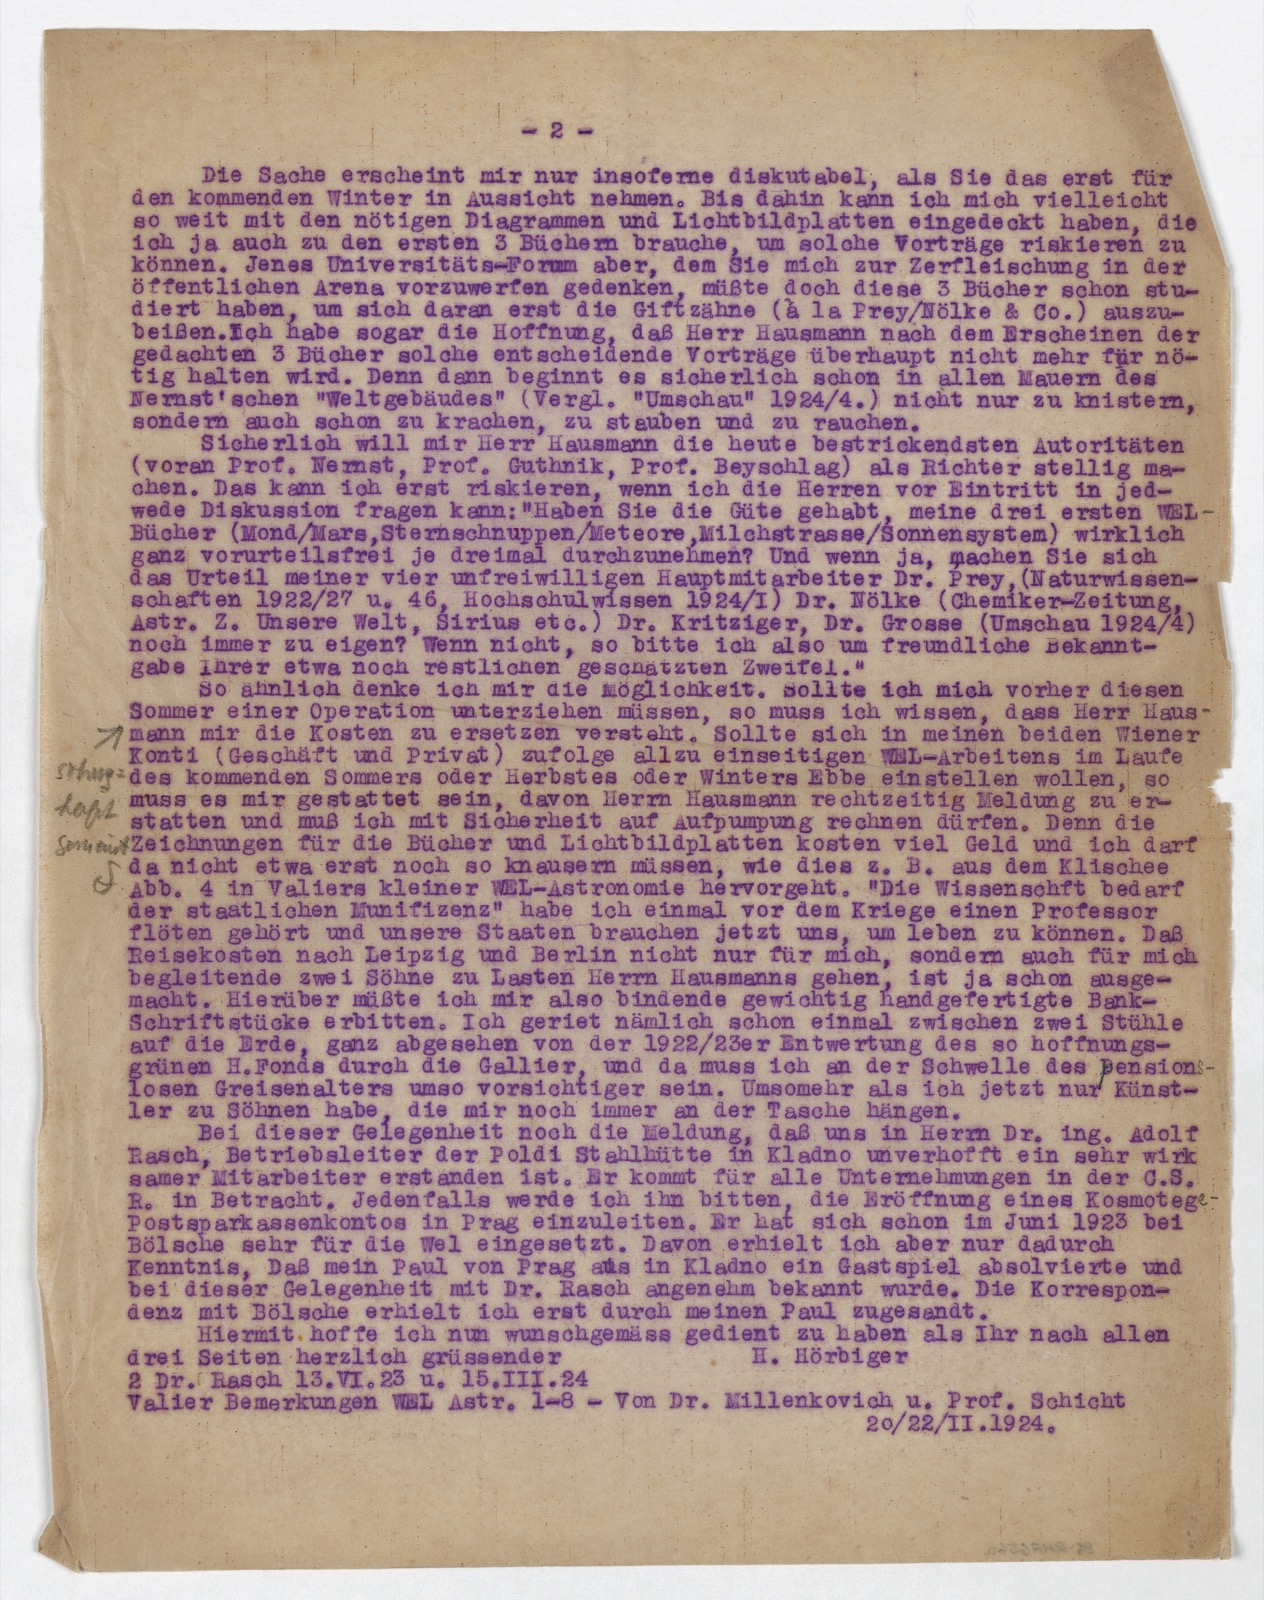 - 2 -
Die Sache erscheint mir nur insoferne diskutabel, als Sie das erst für
den kommenden Winter in Aussicht nehmen. Bis dahin kann ich mich vielleicht
so weit mit den nötigen Diagrammen und Lichtbildplatten eingedeckt haben, die
ich ja auch zu den ersten 3 Büchern brauche, um solche Vorträge riskieren zu
können. Jenes Universitäts-Forum aber, dem Sie mich zur Zerfleischung in der
öffentlichen Arena vorzuwerfen gedenken, müßte doch diese 3 Bücher schon stu-
diert haben, um sich daran erst die Giftzähne (à la Prey/Nölke & Co.) auszu-
beißen.Ich habe sogar die Hoffnung, daß Herr Hausmann nach dem Erscheinen der
gedachten 3 Bücher solche entscheidende Vorträge überhaupt nicht mehr für nö-
tig halten wird. Denn dann beginnt es sicherlich schon in allen Mauern des
Nernst'schen "Weltgebäudes" (Vergl. "Umschau" 1924/4.) nicht nur zu knistern,
sondern auch schon zu krachen, zu stauben und zu rauchen.
Sicherlich will mir Herr Hausmann die heute bestrickendsten Autoritäten
(voran Prof. Nernst, Prof. Guthnik, Prof. Beyschlag) als Richter stellig ma-
chen. Das kann ich erst riskieren, wenn ich die Herren vor Eintritt in jed-
wede Diskussion fragen kann:"Haben Sie die Güte gehabt, meine drei ersten WEL-
Bücher (Mond/Mars,Sternschnuppen/Meteore,Milchstrasse/Sonnensystem) wirklich
ganz vorurteilsfrei je dreimal durchzunehmen? Und wenn ja, machen Sie sich
das Urteil meiner vier unfreiwilligen Hauptmitarbeiter Dr. Prey,(Naturwissen-
schaften 1922/27 u. 46, Hochschulwissen 1924/I) Dr. Nölke (Chemiker-Zeitung,
Astr. Z. Unsere Welt, Sirius etc.) Dr. Kritziger, Dr. Grosse (Umschau 1924/4)
noch immer zu eigen? Wenn nicht, so bitte ich also um freundliche Bekannt-
gabe Ihrer etwa noch restlichen geschätzten Zweifel."
So ähnlich denke ich mir die Möglichkeit. Sollte ich mich vorher diesen
Sommer einer Operation unterziehen müssen, so muss ich wissen, dass Herr Haus-
mann mir die Kosten zu ersetzen versteht. Sollte sich in meinen beiden Wiener
Konti (Geschäft und Privat) zufolge allzu einseitigen WEL-Arbeitens im Laufe
des kommenden Sommers oder Herbstes oder Winters Ebbe einstellen wollen, so
muss es mir gestattet sein, davon Herrn Hausmann rechtzeitig Meldung zu er-
statten und muß ich mit Sicherheit auf Aufpumpung rechnen dürfen. Denn die
Zeichnungen für die Bücher und Lichtbildplatten kosten viel Geld und ich darf
da nicht etwa erst noch so knausern müssen, wie dies z. B. aus dem Klischee
Abb. 4 in Valiers kleiner WEL-Astronomie hervorgeht. "Die Wissenschft bedarf
der staatlichen Munifizenz" habe ich einmal vor dem Kriege einen Professor
flöten gehört und unsere Staaten brauchen jetzt uns, um leben zu können. Daß
Reisekosten nach Leipzig und Berlin nicht nur für mich, sondern auch für mich
begleitende zwei Söhne zu Lasten Herrn Hausmanns gehen, ist ja schon ausge-
macht. Hierüber müßte ich mir also bindende gewichtig handgefertigte Bank-
Schriftstücke erbitten. Ich geriet nämlich schon einmal zwischen zwei Stühle
auf die Erde, ganz abgesehen von der 1922/23er Entwertung des so hoffnungs-
grünen H.Fonds durch die Gallier, und da muss ich an der Schwelle des pensions-
losen Greisenalters umso vorsichtiger sein. Umsomehr als ich jetzt nur Künst-
ler zu Söhnen habe, die mir noch immer an der Tasche hängen.
Bei dieser Gelegenheit noch die Meldung, daß uns in Herrn Dr. ing. Adolf
Rasch, Betriebsleiter der Poldi Stahlhütte in Kladno unverhofft ein sehr wirk
samer Mitarbeiter erstanden ist. Er kommt für alle Unternehmungen in der C.S.
R. in Betracht. Jedenfalls werde ich ihn bitten, die Eröffnung eines Kosmotege-
Postsparkassenkontos in Prag einzuleiten. Er hat sich schon im Juni 1923 bei
Bölsche sehr für die Wel eingesetzt. Davon erhielt ich aber nur dadurch
Kenntnis, Daß mein Paul von Prag aus in Kladno ein Gastspiel absolvierte und
bei dieser Gelegenheit mit Dr. Rasch angenehm bekannt wurde. Die Korrespon-
denz mit Bölsche erhielt ich erst durch meinen Paul zugesandt.
Hiermit hoffe ich nun wunschgemäss gedient zu haben als Ihr nach allen
drei Seiten herzlich grüssender H. Hörbiger
2 Dr. Rasch 13.VI.23 u. 15.III.24
Valier Bemerkungen WEL Astr. 1-8 - Von Dr. Millenkovich u. Prof. Schicht
20/22/II.1924.